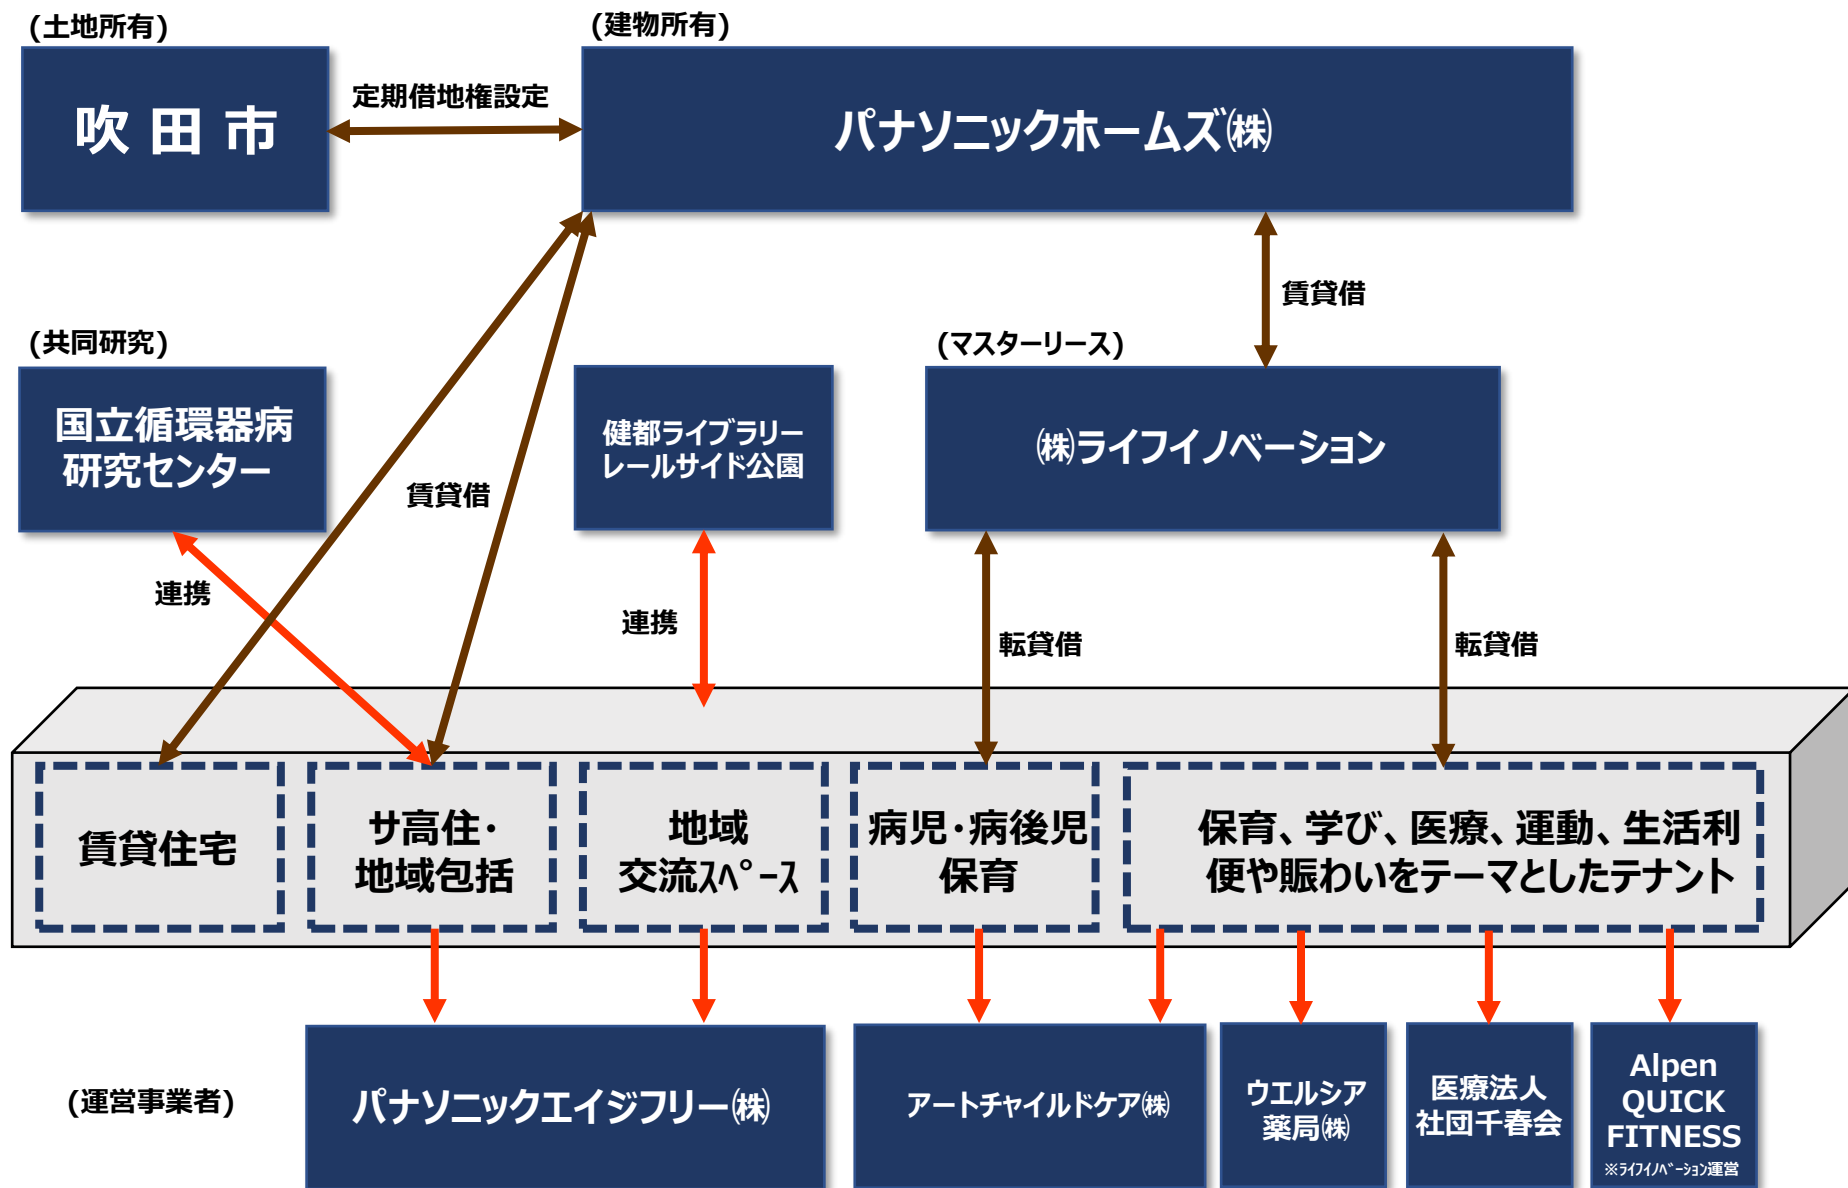 (土地所有)
(建物所有)
吹 田 市
定期借地権設定
パナソニックホームズ㈱
賃貸借
(共同研究)
(マスターリース)
国立循環器病
研究センター
健都ライブラリー
レールサイド公園
㈱ライフイノベーション
賃貸借
連携
連携
転貸借
転貸借
賃貸住宅
サ高住・
地域包括
地域
交流ｽﾍﾟｰｽ
病児・病後児
保育
保育、学び、医療、運動、生活利
便や賑わいをテーマとしたテナント
(運営事業者)
パナソニックエイジフリー㈱
アートチャイルドケア㈱
ウエルシア
薬局㈱
医療法人
社団千春会
Alpen
QUICK
FITNESS
※ﾗｲﾌｲﾉﾍﾞｰｼｮﾝ運営